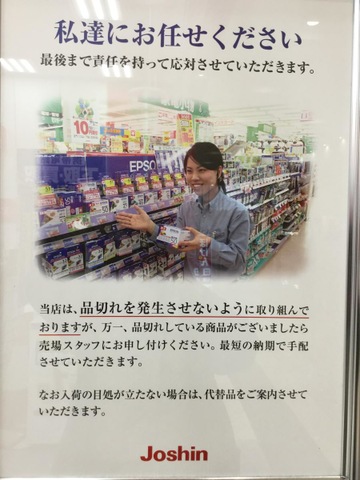 私達にお任せください
最後まで責任を持って応対させていただきます。
EPSON
当店は、品切れを発生させないように取り組んで
おりますが、万一、品切れしている商品がございましたら
売場スタッフにお申し付けください。最短の納期で手配
させていただきます。
なお入荷の目処が立たない場合は、代替品をご案内させて
いただきます。
Joshin